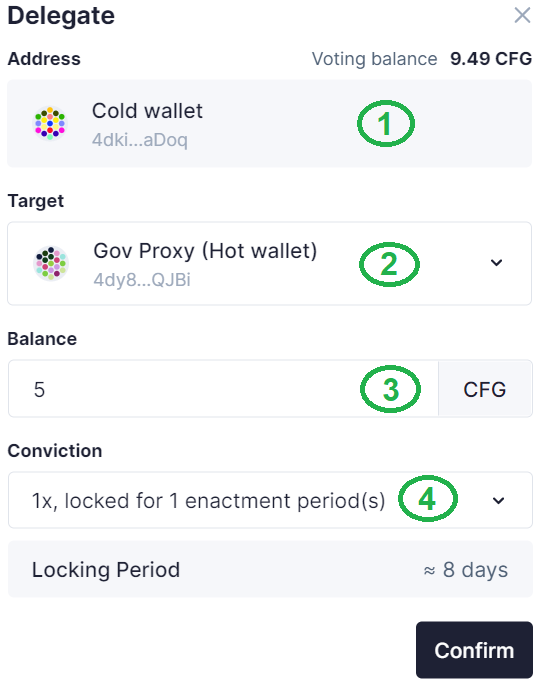 Delegate
Address Voting balance 9.49 CFG
Cold wallet 1
4dki...aDoq
Target
Gov Proxy (Hot wallet) 2
4dy8...QJBi
Balance
5 3 CFG
Conviction
1x, locked for 1 enactment period(s) 4
Locking Period ≈ 8 days
Confirm